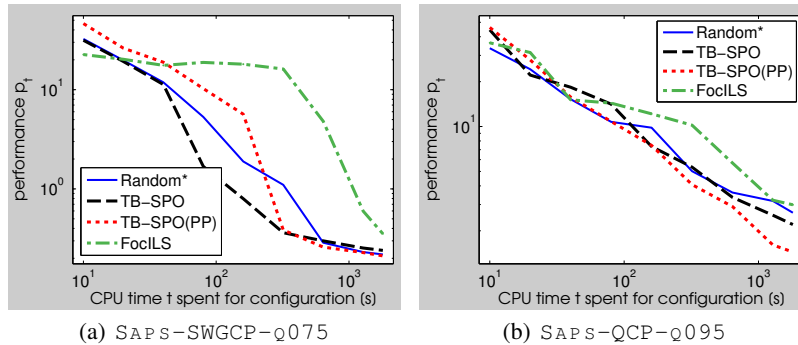 performance p_t
10^1
10^0
Random*
TB-SPO
TB-SPO(PP)
FocILS
10^1 10^2 10^3
CPU time t spent for configuration [s]
(a) SAPS-SWGCP-Q075
performance p_t
10^1
Random*
TB-SPO
TB-SPO(PP)
FocILS
10^1 10^2 10^3
CPU time t spent for configuration [s]
(b) SAPS-QCP-Q095